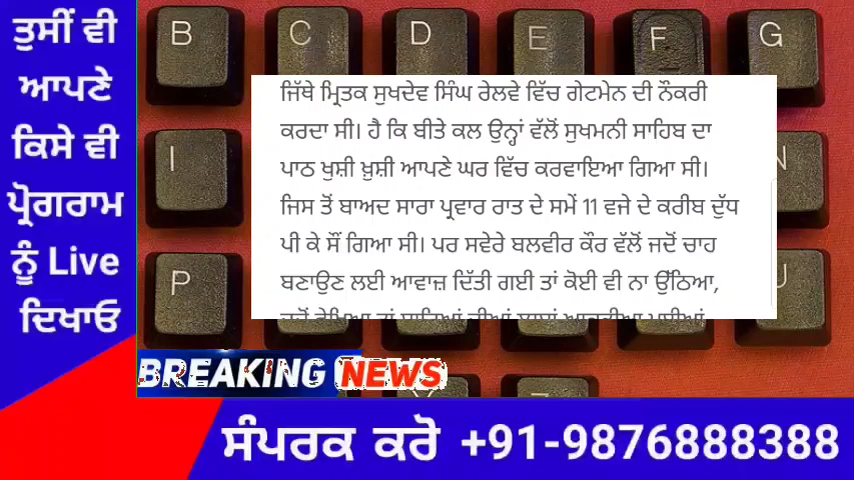 ਤੁਸੀਂ ਵੀ
ਆਪਣੇ
ਕਿਸੇ ਵੀ
ਪ੍ਰੋਗਰਾਮ
ਨੂੰ Live
ਦਿਖਾਓ
B C D E F G
I N
P U
ਜਿੱਥੇ ਮ੍ਰਿਤਕ ਸੁਖਦੇਵ ਸਿੰਘ ਰੇਲਵੇ ਵਿੱਚ ਗੇਟਮੇਨ ਦੀ ਨੌਕਰੀ
ਕਰਦਾ ਸੀ। ਹੈ ਕਿ ਬੀਤੇ ਕਲ ਉਨ੍ਹਾਂ ਵੱਲੋਂ ਸੁਖਮਨੀ ਸਾਹਿਬ ਦਾ
ਪਾਠ ਖੁਸ਼ੀ ਖ਼ੁਸ਼ੀ ਆਪਣੇ ਘਰ ਵਿੱਚ ਕਰਵਾਇਆ ਗਿਆ ਸੀ।
ਜਿਸ ਤੋਂ ਬਾਅਦ ਸਾਰਾ ਪ੍ਰਵਾਰ ਰਾਤ ਦੇ ਸਮੇਂ 11 ਵਜੇ ਦੇ ਕਰੀਬ ਦੁੱਧ
ਪੀ ਕੇ ਸੌਂ ਗਿਆ ਸੀ। ਪਰ ਸਵੇਰੇ ਬਲਵੀਰ ਕੌਰ ਵੱਲੋਂ ਜਦੋਂ ਚਾਹ
ਬਣਾਉਣ ਲਈ ਆਵਾਜ਼ ਦਿੱਤੀ ਗਈ ਤਾਂ ਕੋਈ ਵੀ ਨਾ ਉੱਠਿਆ,
BREAKING NEWS
ਸੰਪਰਕ ਕਰੋ +91-9876888388